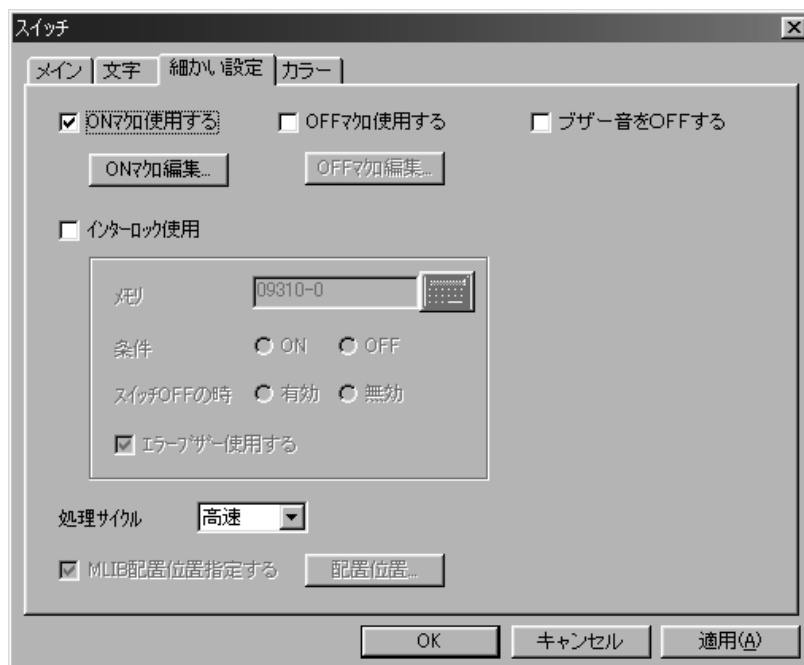 スイッチ
メイン 文字 細かい設定 カラー
ONマクロ使用する OFFマクロ使用する ブザー音をOFFする
ONマクロ編集... OFFマクロ編集...
インターロック使用
メモリ 09310-0
条件 ON OFF
スイッチOFFの時 有効 無効
エラーブザー使用する
処理サイクル 高速
MLIB配置位置指定する 配置位置...
OK キャンセル 適用(A)